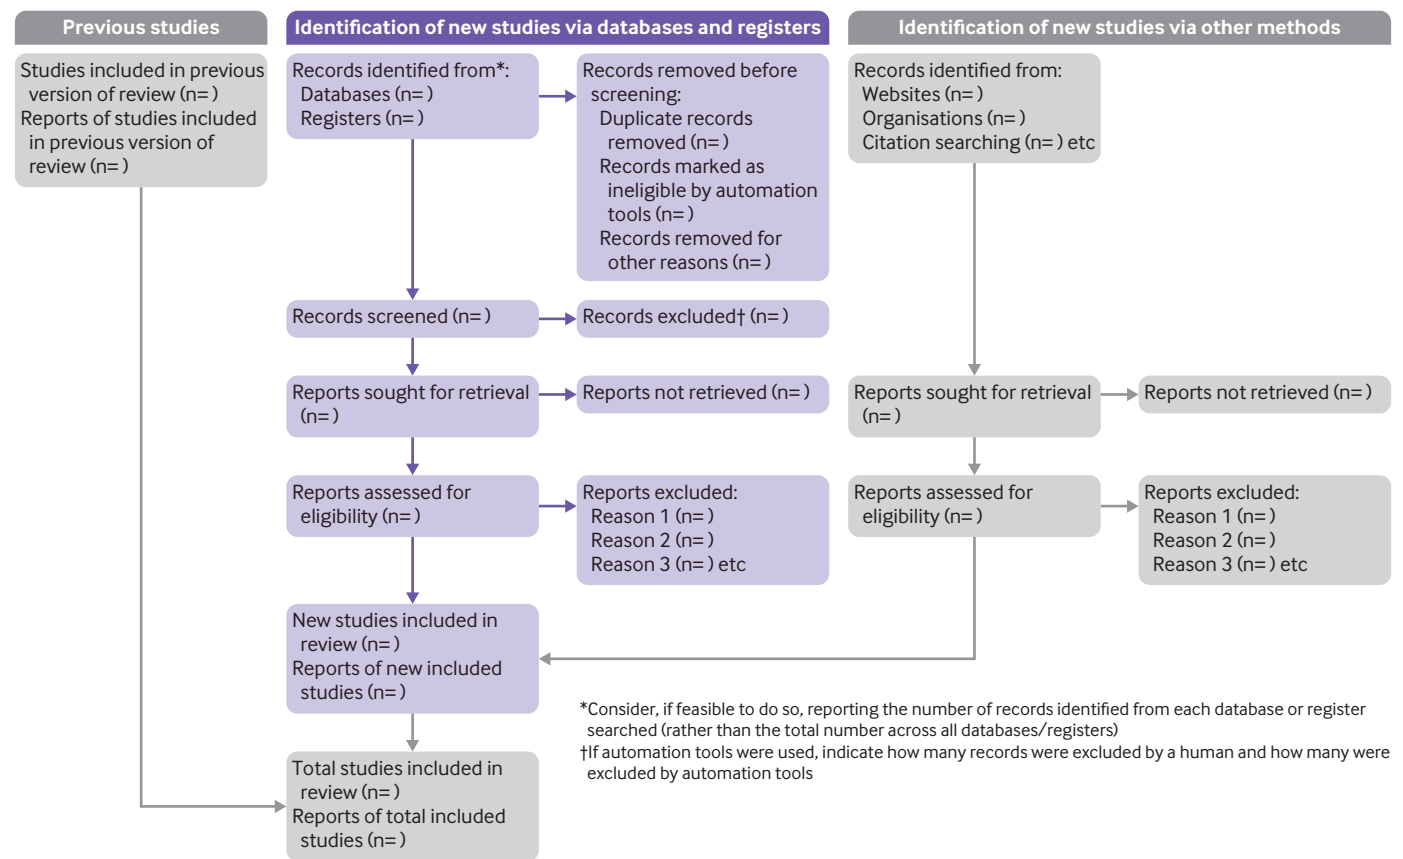 Previous studies
Studies included in previous
version of review (n= )
Reports of studies included
in previous version of
review (n= )
Identification of new studies via databases and registers
Records identified from*:
Databases (n= )
Registers (n= )
Records removed before
screening:
Duplicate records
removed (n= )
Records marked as
ineligible by automation
tools (n= )
Records removed for
other reasons (n= )
Records screened (n= )
Records excluded† (n= )
Reports sought for retrieval
(n= )
Reports not retrieved (n= )
Reports assessed for
eligibility (n= )
Reports excluded:
Reason 1 (n= )
Reason 2 (n= )
Reason 3 (n= ) etc
New studies included in
review (n= )
Reports of new included
studies (n= )
Total studies included in
review (n= )
Reports of total included
studies (n= )
Identification of new studies via other methods
Records identified from:
Websites (n= )
Organisations (n= )
Citation searching (n= ) etc
Reports sought for retrieval
(n= )
Reports not retrieved (n= )
Reports assessed for
eligibility (n= )
Reports excluded:
Reason 1 (n= )
Reason 2 (n= )
Reason 3 (n= ) etc
*Consider, if feasible to do so, reporting the number of records identified from each database or register
searched (rather than the total number across all databases/registers)
†If automation tools were used, indicate how many records were excluded by a human and how many were
excluded by automation tools